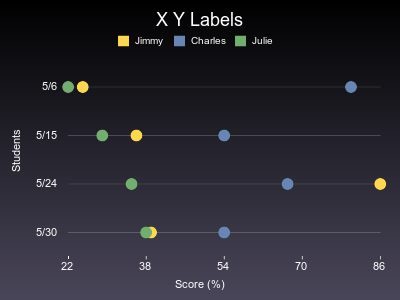 X Y Labels
Jimmy Charles Julie
5/6
5/15
5/24
5/30
Students
22 38 54 70 86
Score (%)